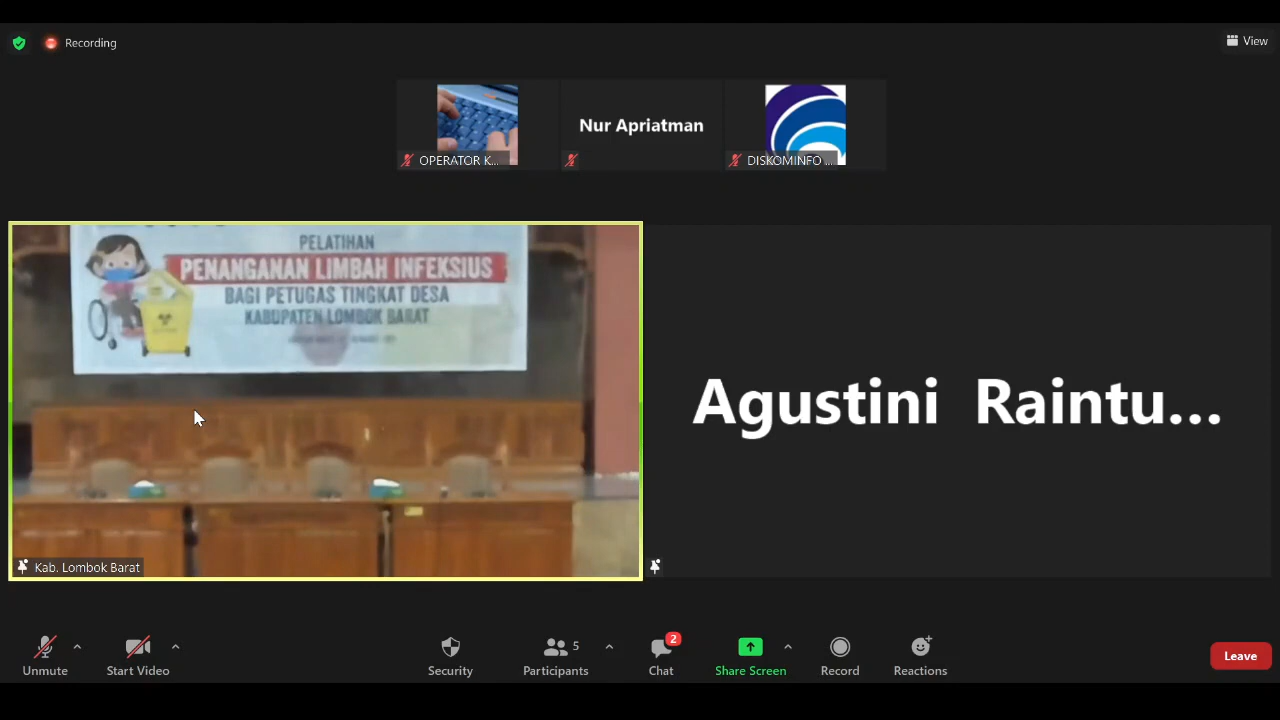 Recording
View
OPERATOR K...
Nur Apriatman
DISKOMINFO ...
PELATIHAN
PENANGANAN LIMBAH INFEKSIUS
BAGI PETUGAS TINGKAT DESA
KABUPATEN LOMBOK BARAT
Kab. Lombok Barat
Agustini Raintu...
Unmute
Start Video
Security
Participants
5
Chat
2
Share Screen
Record
Reactions
Leave